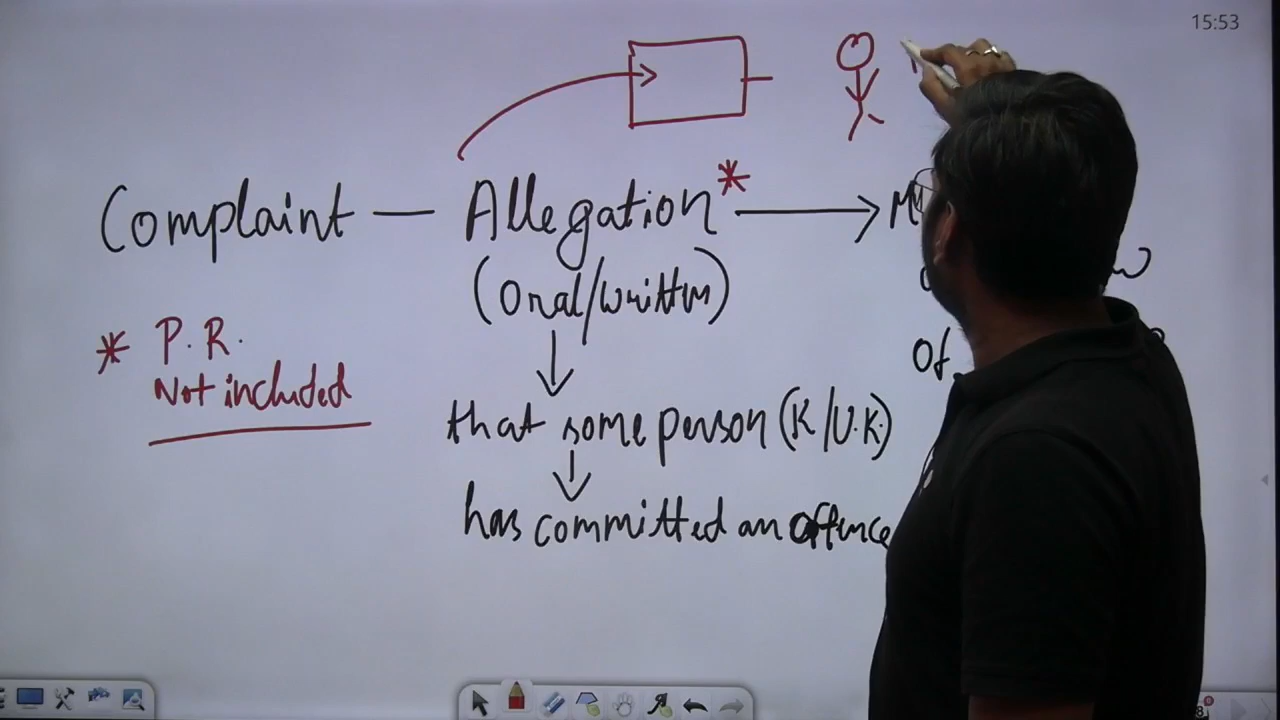 15:53
Complaint — Allegation* →
(Oral/written)
* P.R.
Not included
↓
Of
that some person (K/U.K.)
↓
has committed an offence